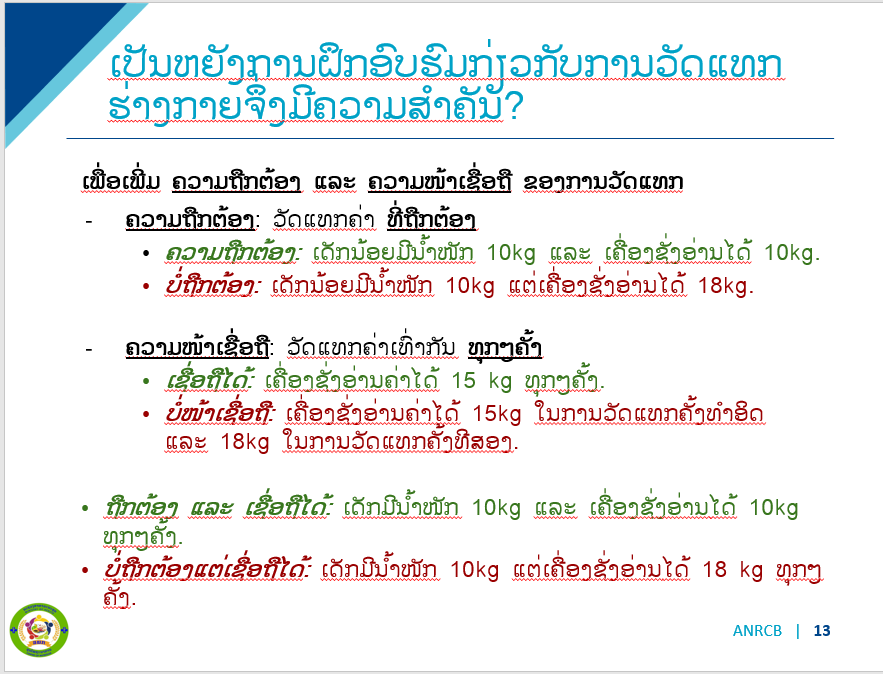 ເປັນຫຍັງການຝຶກອົບຮົມກ່ຽວກັບການວັດແທກ
ຮ່າງກາຍຈຶ່ງມີຄວາມສຳຄັນ?
ເພື່ອເພີ່ມ ຄວາມຖືກຕ້ອງ ແລະ ຄວາມໜ້າເຊື່ອຖື ຂອງການວັດແທກ
- ຄວາມຖືກຕ້ອງ: ວັດແທກຄ່າ ທີ່ຖືກຕ້ອງ
• ຄວາມຖືກຕ້ອງ: ເດັກນ້ອຍມີນ້ຳໜັກ 10kg ແລະ ເຄື່ອງຊັ່ງອ່ານໄດ້ 10kg.
• ບໍ່ຖືກຕ້ອງ: ເດັກນ້ອຍມີນ້ຳໜັກ 10kg ແຕ່ເຄື່ອງຊັ່ງອ່ານໄດ້ 18kg.
- ຄວາມໜ້າເຊື່ອຖື: ວັດແທກຄ່າເທົ່າກັນ ທຸກໆຄັ້ງ
• ເຊື່ອຖືໄດ້: ເຄື່ອງຊັ່ງອ່ານຄ່າໄດ້ 15 kg ທຸກໆຄັ້ງ.
• ບໍ່ໜ້າເຊື່ອຖື: ເຄື່ອງຊັ່ງອ່ານຄ່າໄດ້ 15kg ໃນການວັດແທກຄັ້ງທຳອິດ
ແລະ 18kg ໃນການວັດແທກຄັ້ງທີສອງ.
• ຖືກຕ້ອງ ແລະ ເຊື່ອຖືໄດ້: ເດັກມີນ້ຳໜັກ 10kg ແລະ ເຄື່ອງຊັ່ງອ່ານໄດ້ 10kg
ທຸກໆຄັ້ງ.
• ບໍ່ຖືກຕ້ອງແຕ່ເຊື່ອຖືໄດ້: ເດັກມີນ້ຳໜັກ 10kg ແຕ່ເຄື່ອງຊັ່ງອ່ານໄດ້ 18 kg ທຸກໆ
ຄັ້ງ.
ANRCB | 13